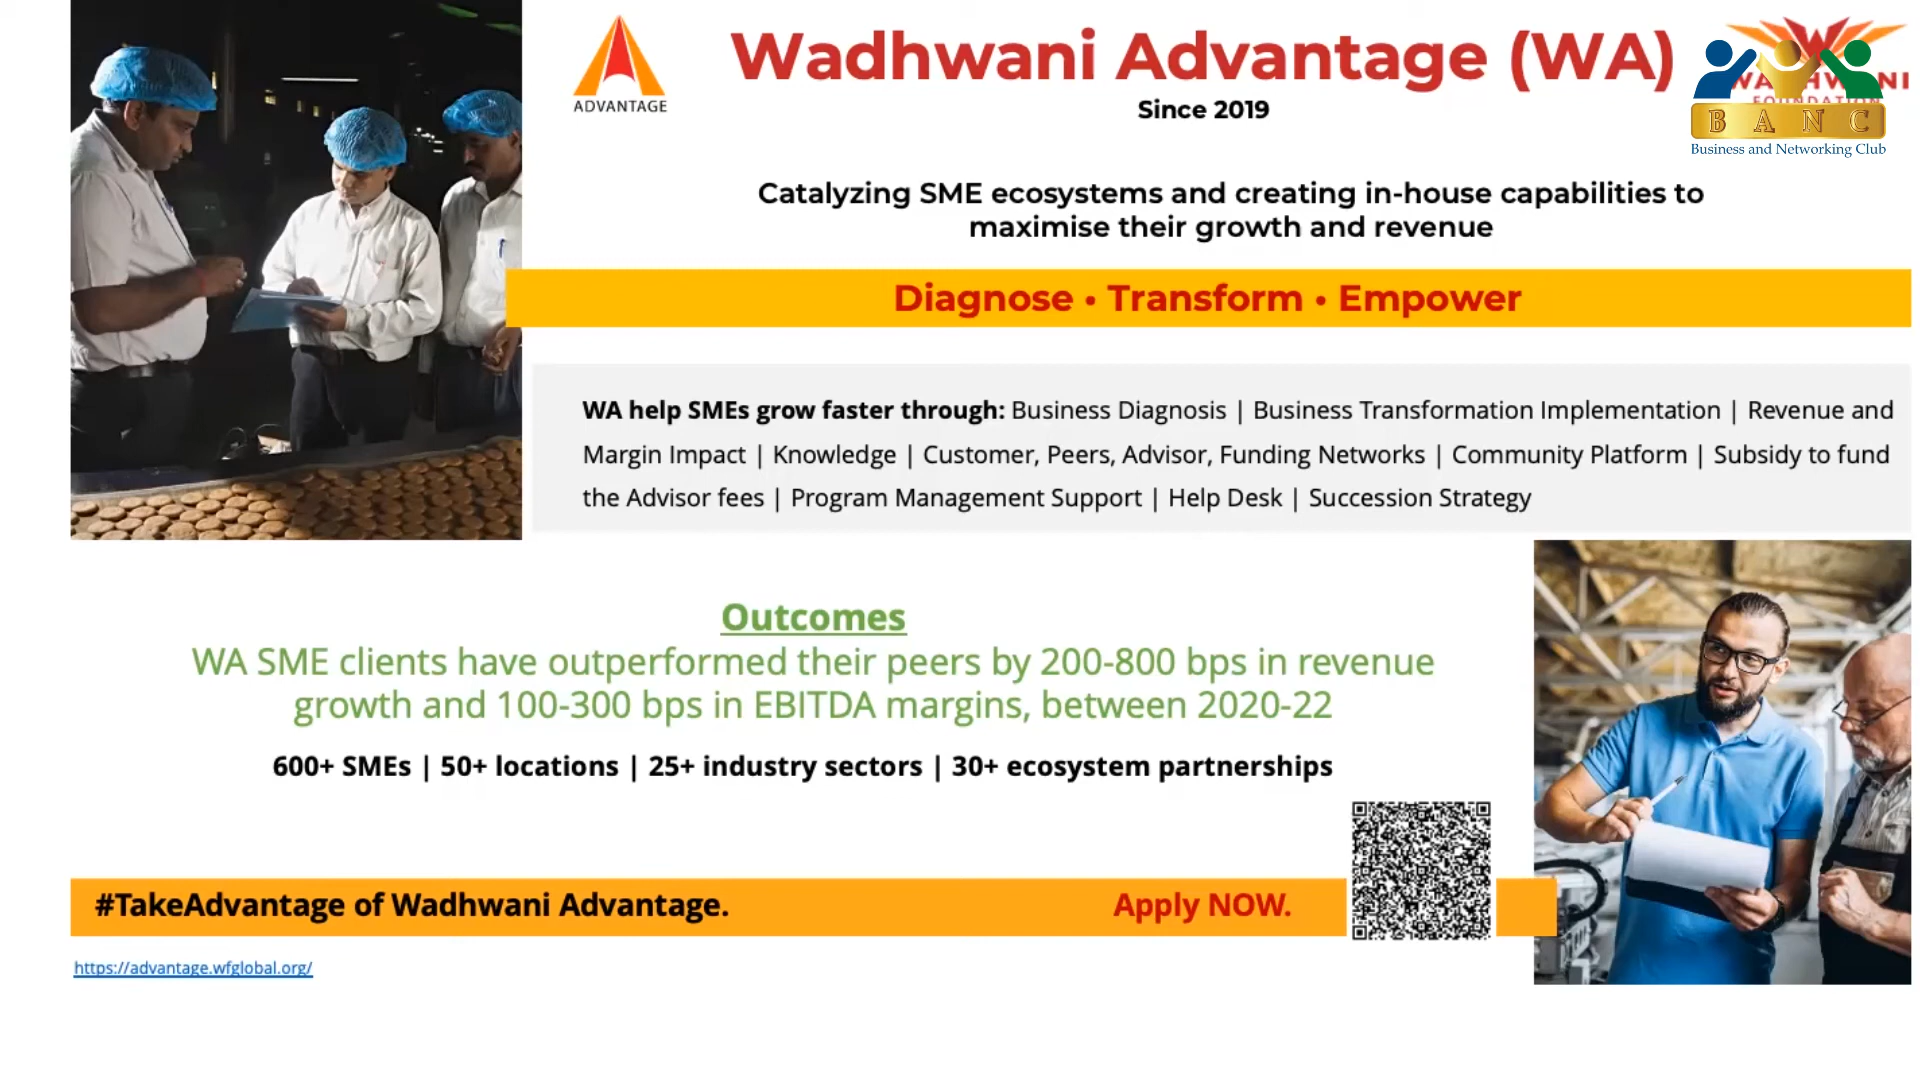 ADVANTAGE
Wadhwani Advantage (WA)
Since 2019
WADHWANI
FOUNDATION
BANC
Business and Networking Club
Catalyzing SME ecosystems and creating in-house capabilities to
maximise their growth and revenue
Diagnose • Transform • Empower
WA help SMEs grow faster through: Business Diagnosis | Business Transformation Implementation | Revenue and
Margin Impact | Knowledge | Customer, Peers, Advisor, Funding Networks | Community Platform | Subsidy to fund
the Advisor fees | Program Management Support | Help Desk | Succession Strategy
Outcomes
WA SME clients have outperformed their peers by 200-800 bps in revenue
growth and 100-300 bps in EBITDA margins, between 2020-22
600+ SMEs | 50+ locations | 25+ industry sectors | 30+ ecosystem partnerships
#TakeAdvantage of Wadhwani Advantage.
Apply NOW.
https://advantage.wfglobal.org/